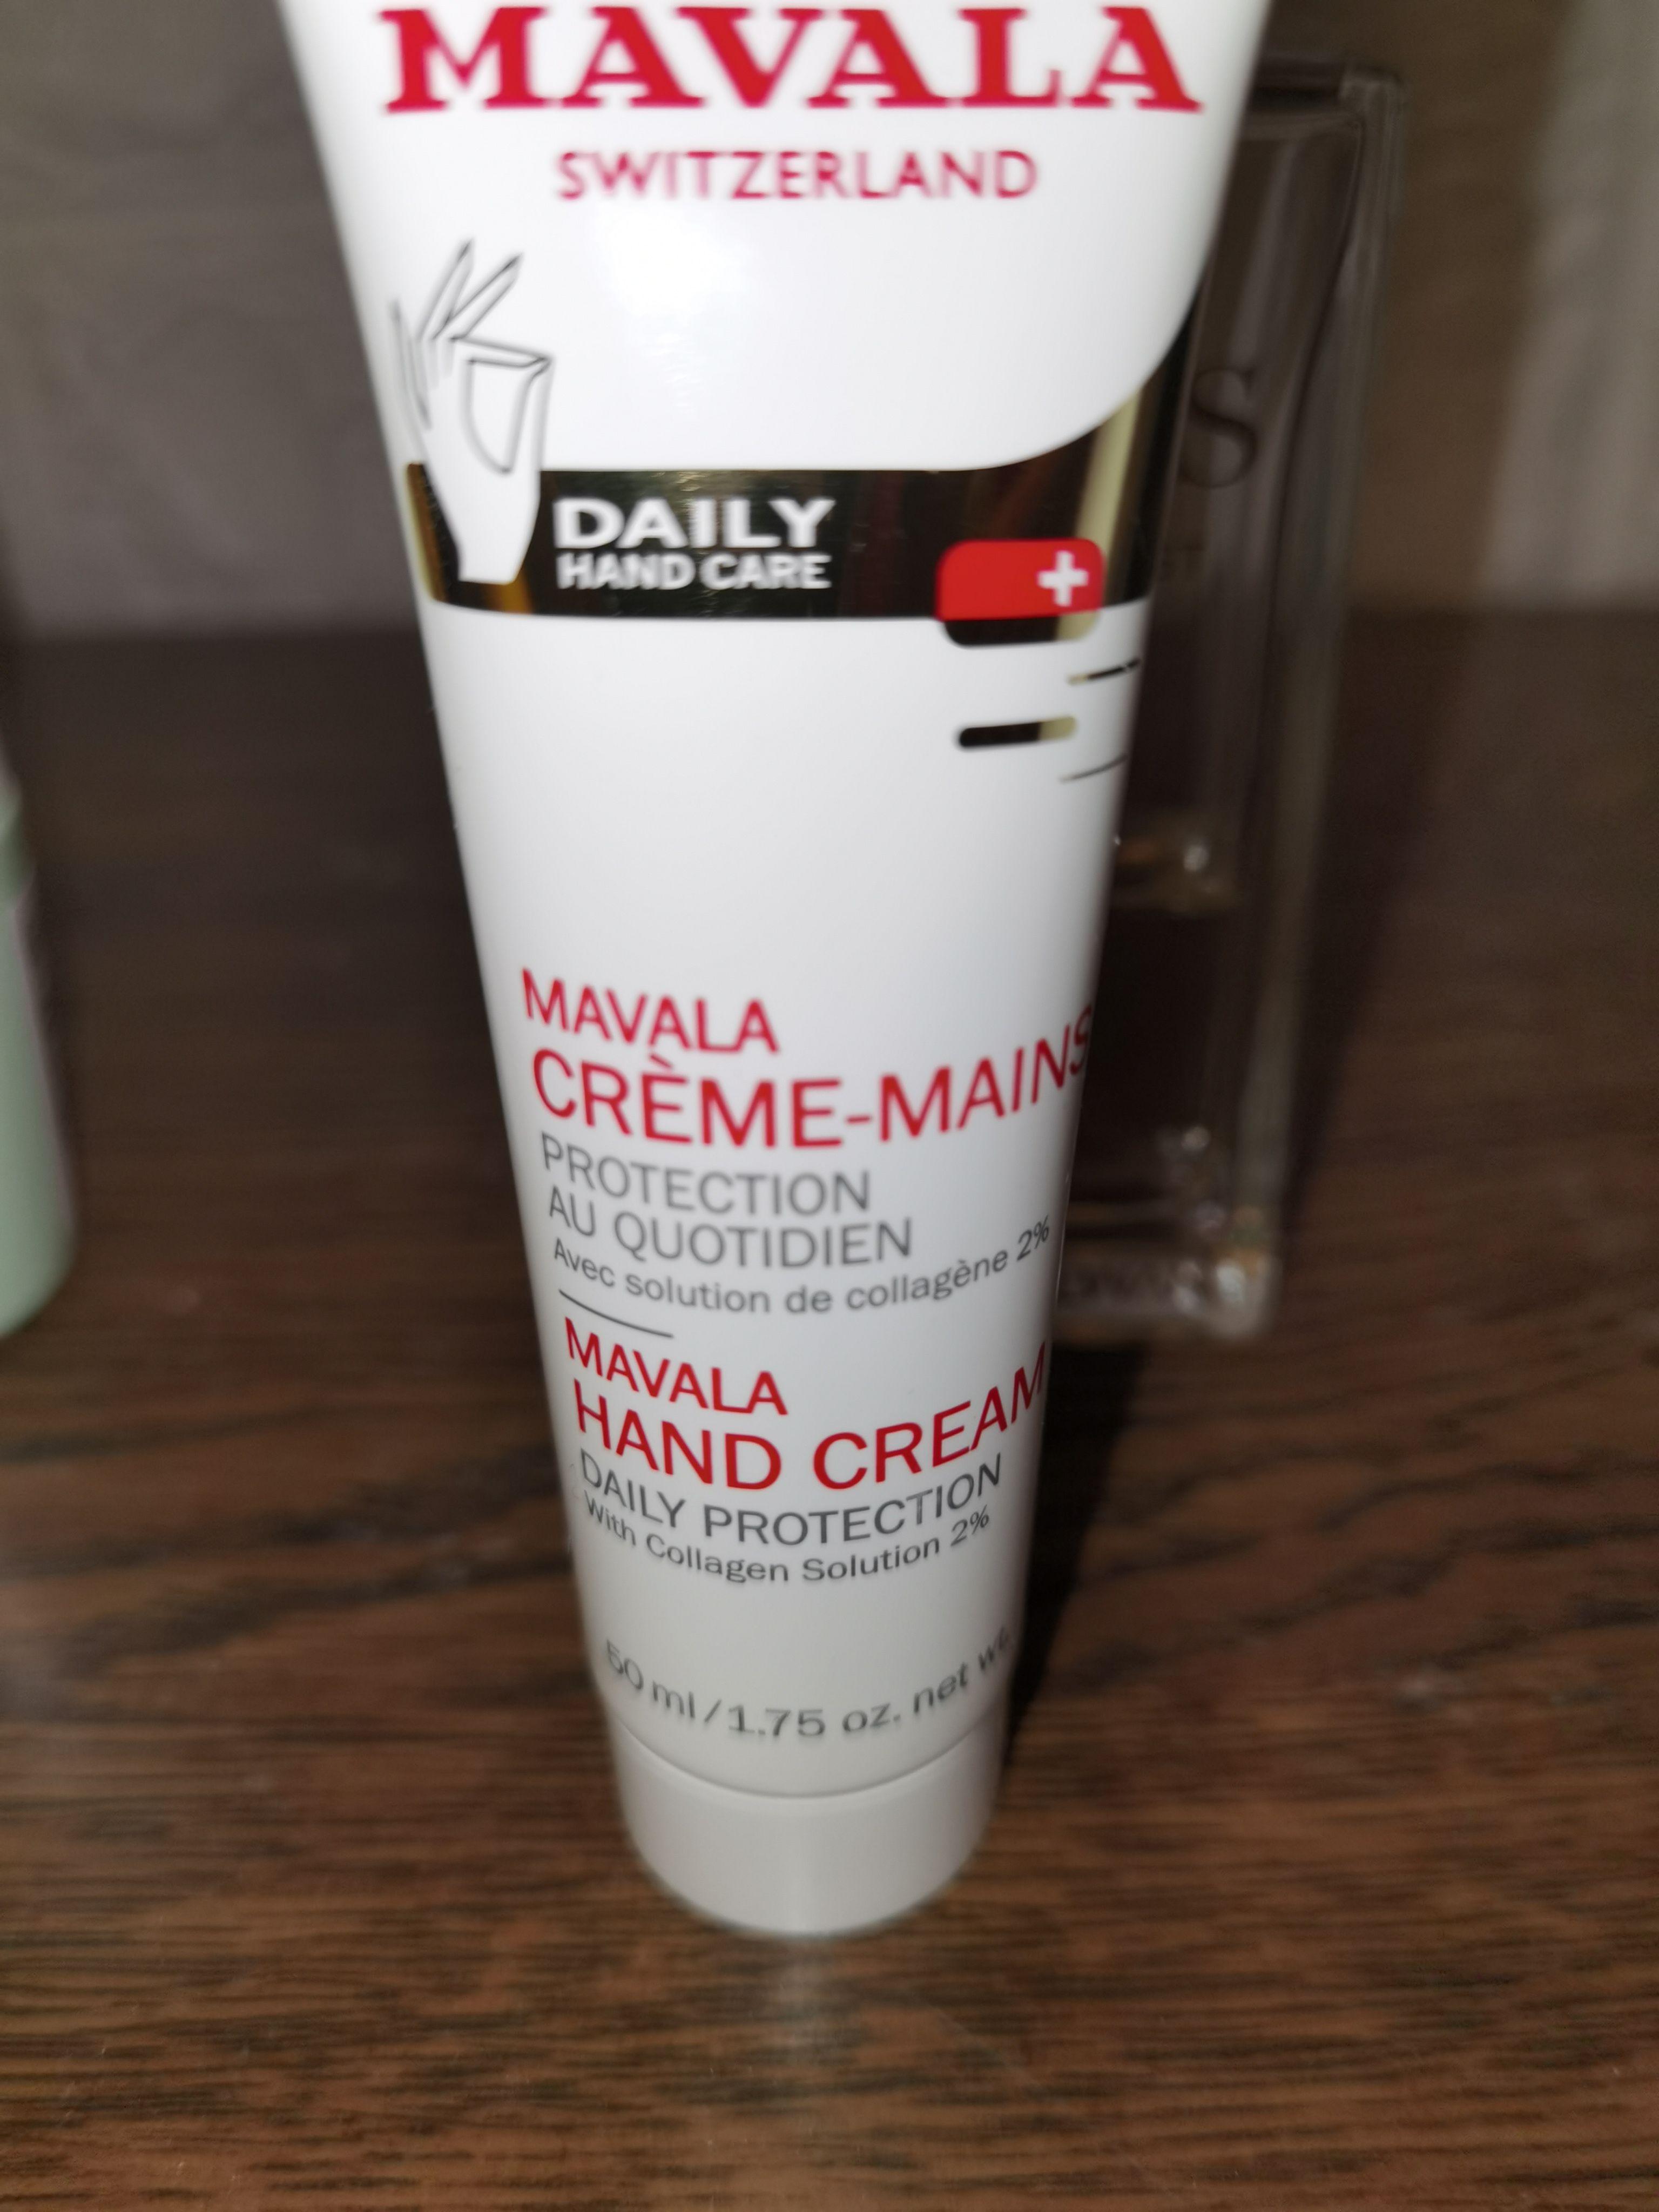 MAVALA
SWITZERLAND
DAILY
HAND CARE
MAVALA
CRÈME-MAINS
PROTECTION
AU QUOTIDIEN
Avec solution de collagène 2%
MAVALA
HAND CREAM
DAILY PROTECTION
With Collagen Solution 2%
50 ml / 1.75 oz. net wt.
S